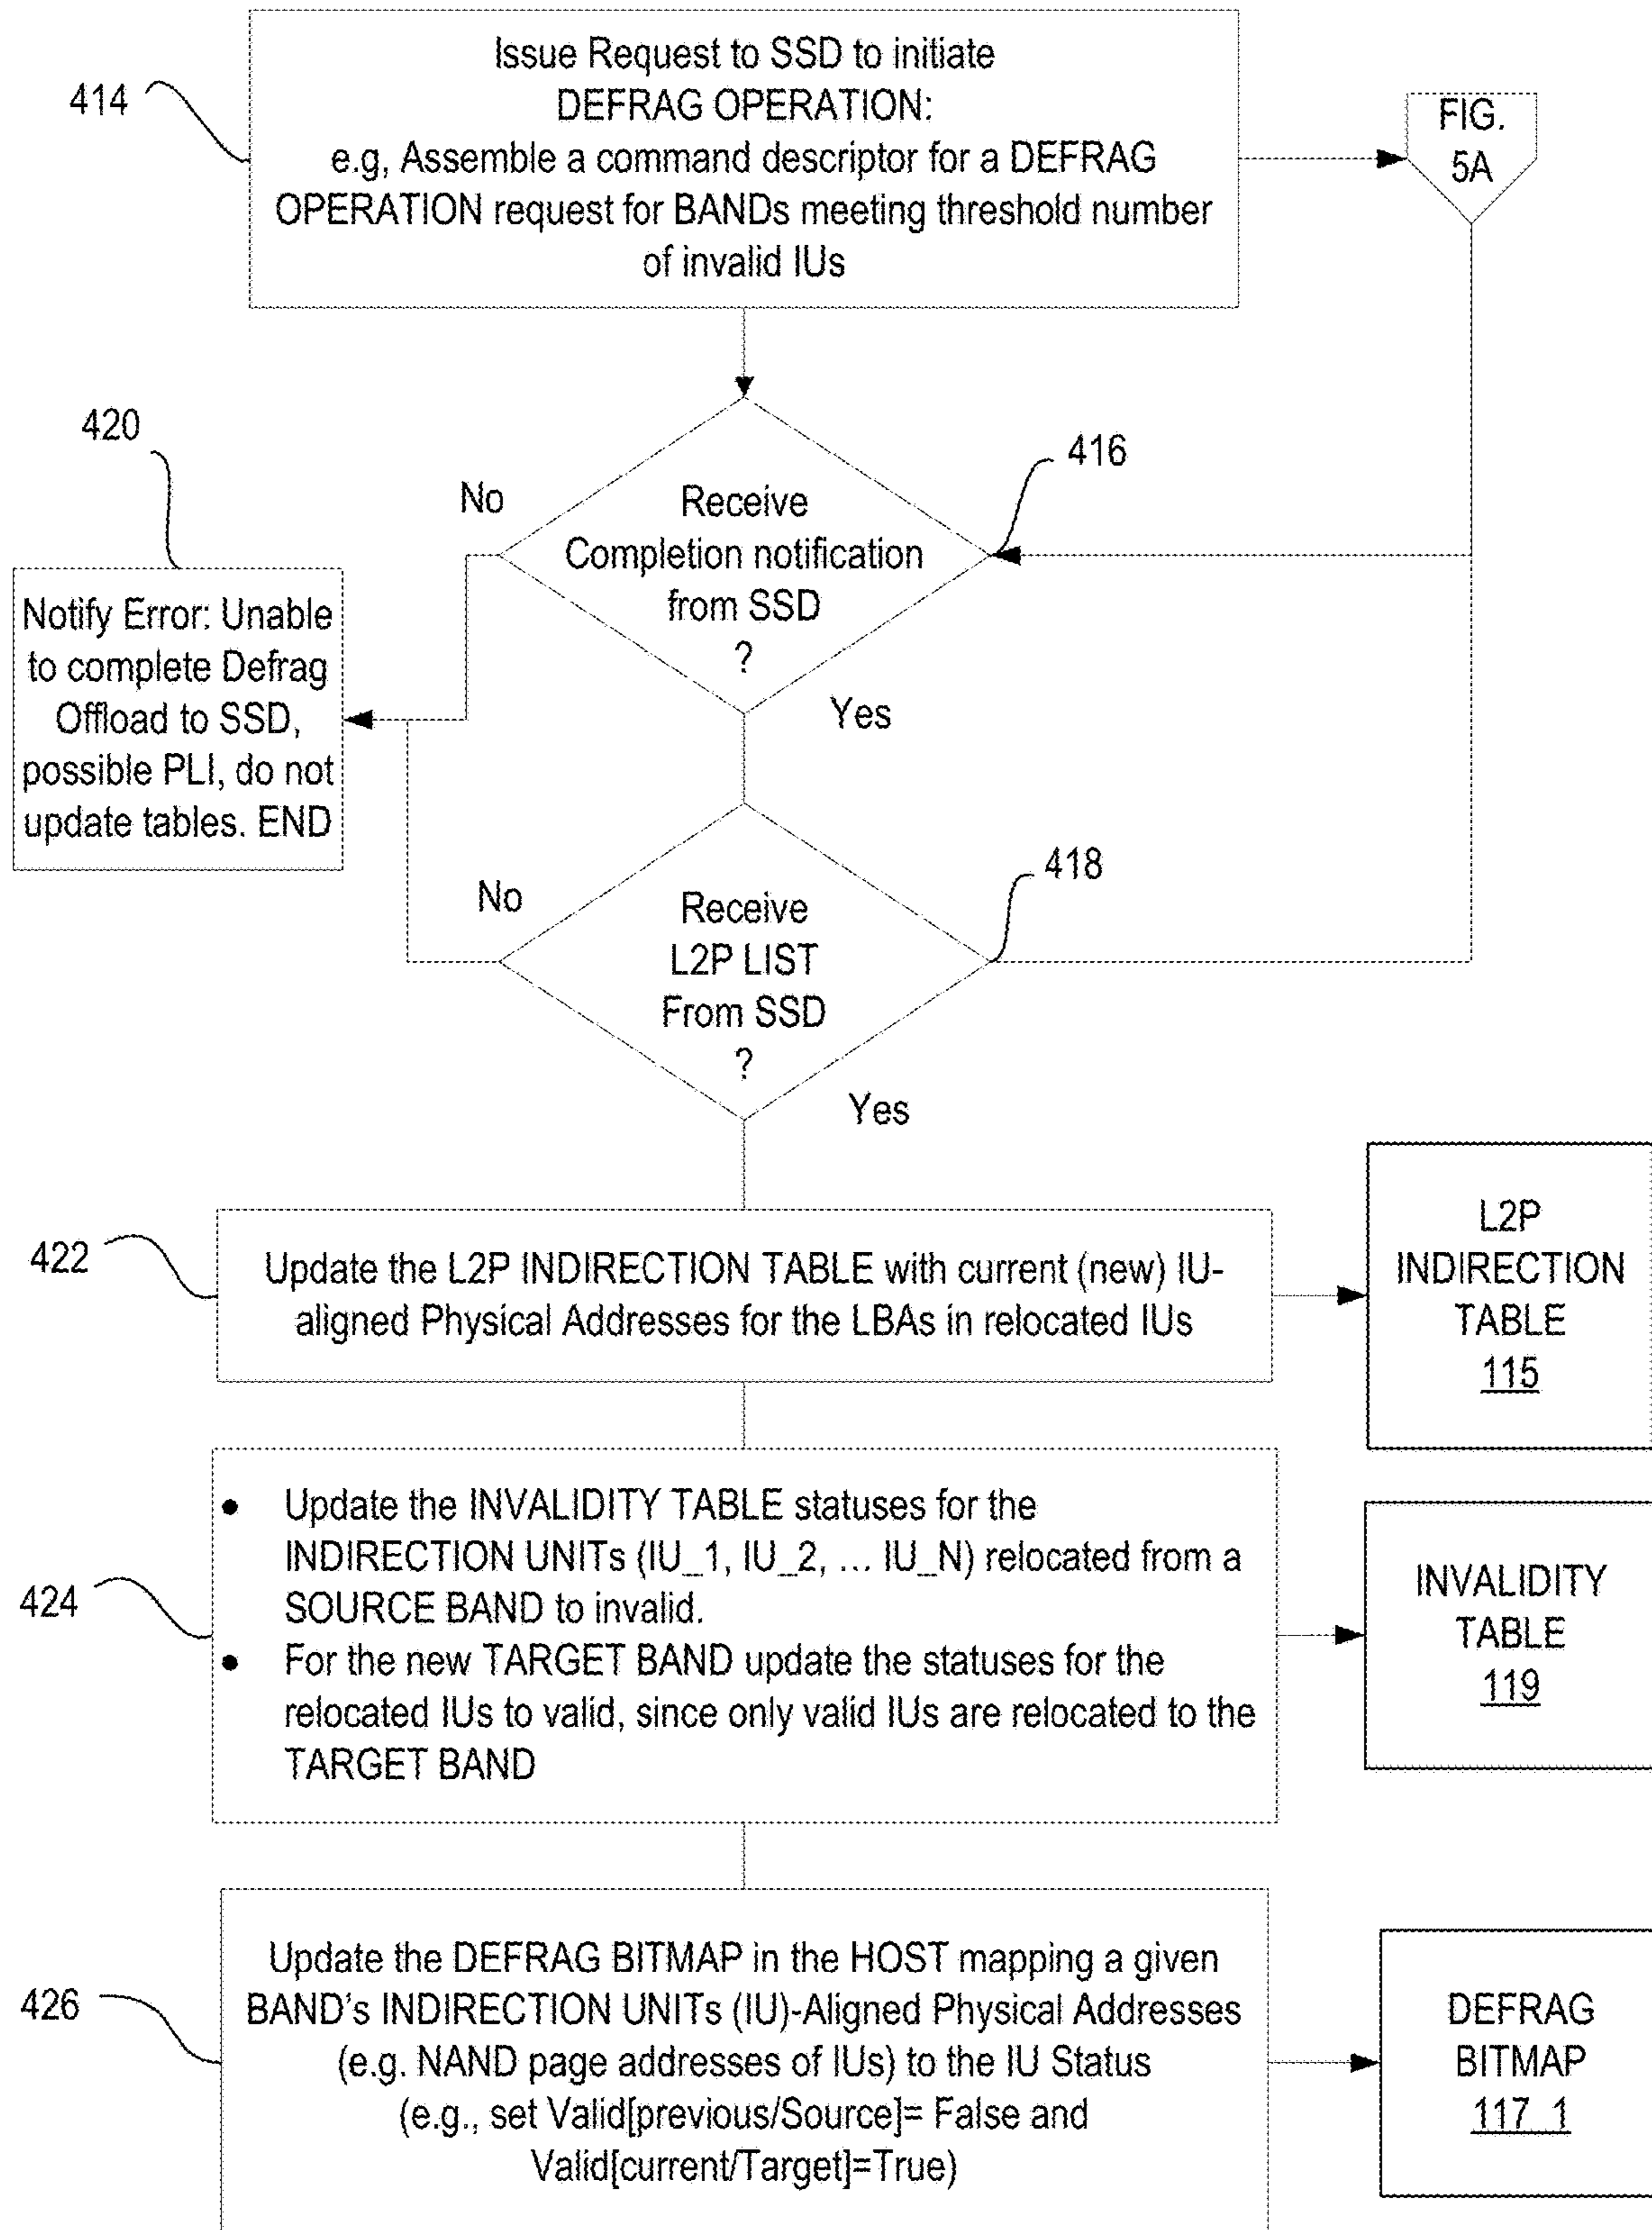 Issue Request to SSD to initiate
DEFRAG OPERATION:
e.g, Assemble a command descriptor for a DEFRAG
OPERATION request for BANDs meeting threshold number
of invalid IUs
414
FIG.
5A
420
416
No
Receive
Completion notification
from SSD
?
Yes
Notify Error: Unable
to complete Defrag
Offload to SSD,
possible PLI, do not
update tables. END
418
No
Receive
L2P LIST
From SSD
?
Yes
422
Update the L2P INDIRECTION TABLE with current (new) IU-
aligned Physical Addresses for the LBAs in relocated IUs
L2P
INDIRECTION
TABLE
115
424
• Update the INVALIDITY TABLE statuses for the
INDIRECTION UNITs (IU_1, IU_2, ... IU_N) relocated from a
SOURCE BAND to invalid.
• For the new TARGET BAND update the statuses for the
relocated IUs to valid, since only valid IUs are relocated to the
TARGET BAND
INVALIDITY
TABLE
119
426
Update the DEFRAG BITMAP in the HOST mapping a given
BAND's INDIRECTION UNITs (IU)-Aligned Physical Addresses
(e.g. NAND page addresses of IUs) to the IU Status
(e.g., set Valid[previous/Source]= False and
Valid[current/Target]=True)
DEFRAG
BITMAP
117_1